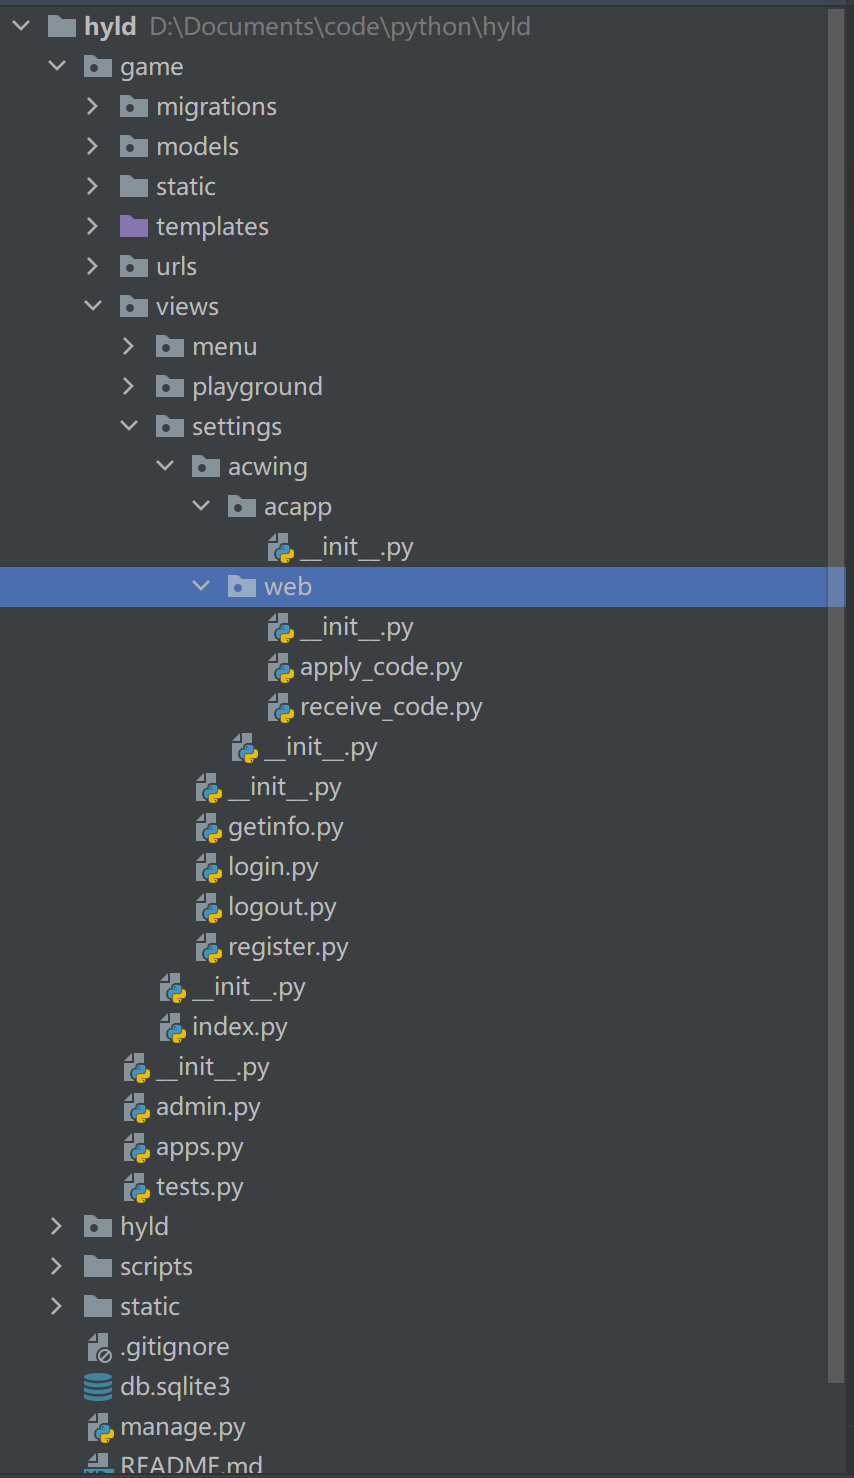 hyld D:\Documents\code\python\hyld
game
migrations
models
static
templates
urls
views
menu
playground
settings
acwing
acapp
__init__.py
web
__init__.py
apply_code.py
receive_code.py
__init__.py
__init__.py
getinfo.py
login.py
logout.py
register.py
__init__.py
index.py
__init__.py
admin.py
apps.py
tests.py
hyld
scripts
static
.gitignore
db.sqlite3
manage.py
README.md